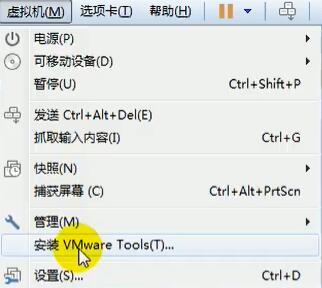 虚拟机(M) 选项卡(T) 帮助(H)
电源(P)
可移动设备(D)
暂停(U) Ctrl+Shift+P
发送 Ctrl+Alt+Del(E)
抓取输入内容(I) Ctrl+G
快照(N)
捕获屏幕 (C) Ctrl+Alt+PrtScn
管理(M)
安装 VMware Tools(T)...
设置(S)... Ctrl+D